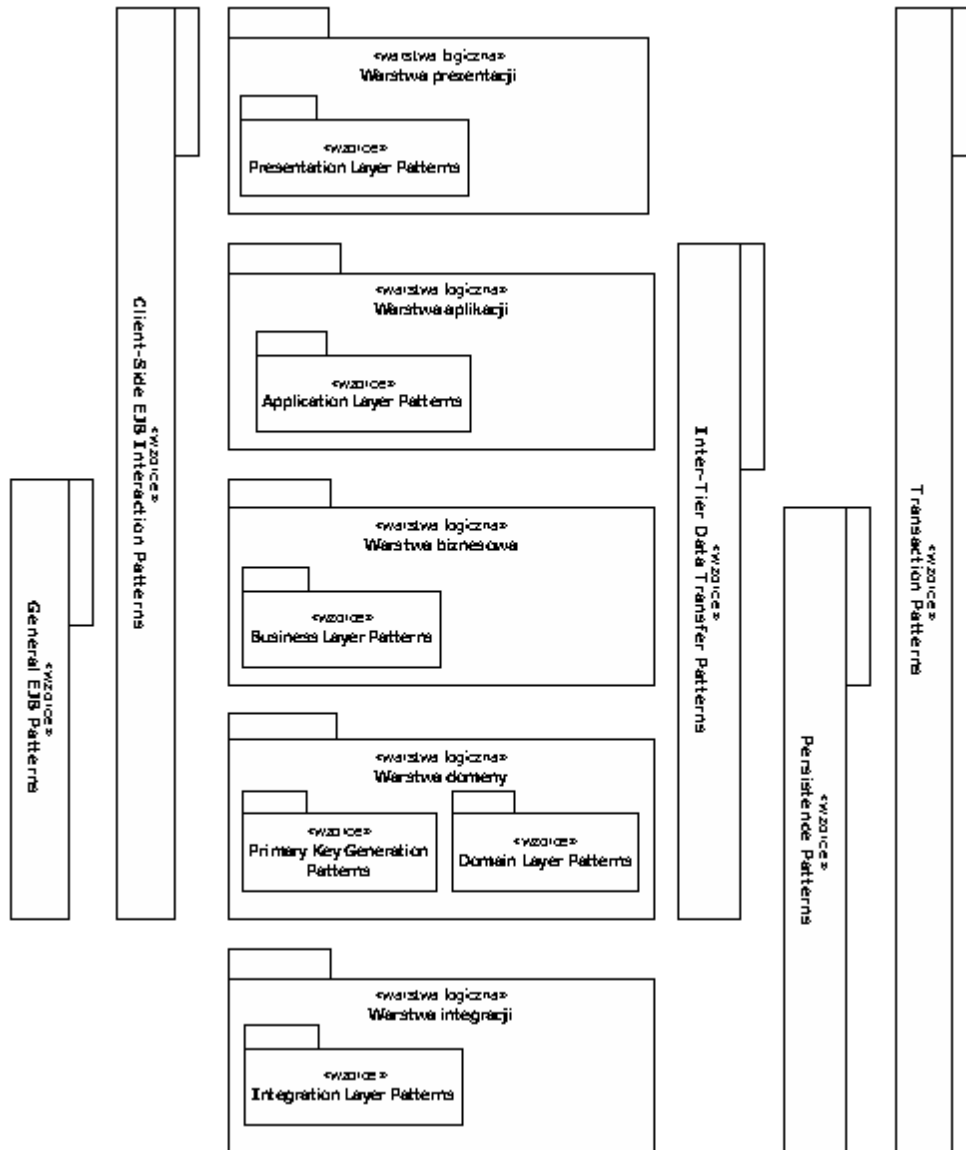 «warstwa logiczna»
Warstwa prezentacji
«wzorce»
Presentation Layer Patterns
«warstwa logiczna»
Warstwa aplikacji
«wzorce»
Application Layer Patterns
«warstwa logiczna»
Warstwa biznesowa
«wzorce»
Business Layer Patterns
«warstwa logiczna»
Warstwa domeny
«wzorce»
Primary Key Generation
Patterns
«wzorce»
Domain Layer Patterns
«warstwa logiczna»
Warstwa integracji
«wzorce»
Integration Layer Patterns
«wzorce»
General EJB Patterns
«wzorce»
Client-Side EJB Interaction Patterns
«wzorce»
Inter-Tier Data Transfer Patterns
«wzorce»
Persistence Patterns
«wzorce»
Transaction Patterns